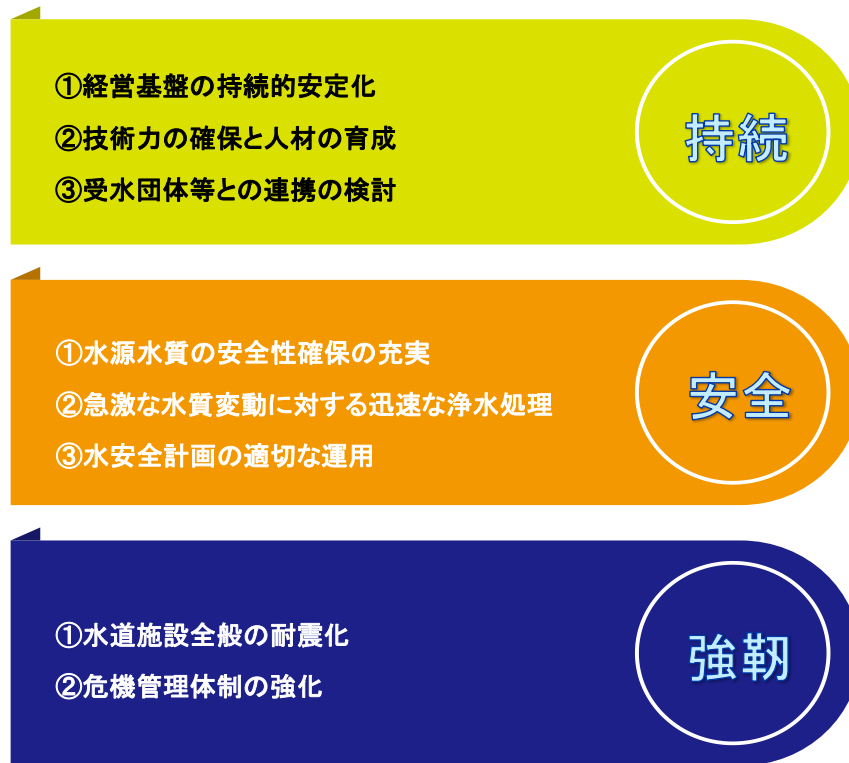 ①経営基盤の持続的安定化
②技術力の確保と人材の育成
③受水団体等との連携の検討
持続
①水源水質の安全性確保の充実
②急激な水質変動に対する迅速な浄水処理
③水安全計画の適切な運用
安全
①水道施設全般の耐震化
②危機管理体制の強化
強靭